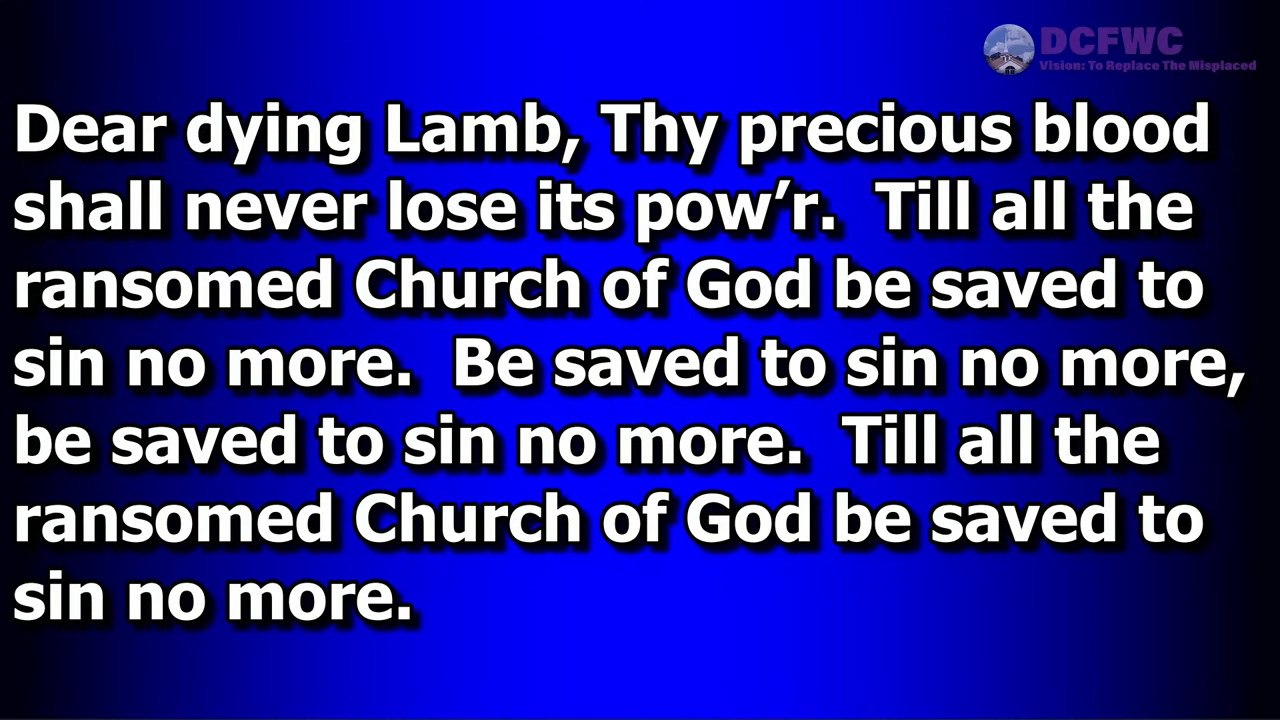 DCFWC
Vision: To Replace The Misplaced
Dear dying Lamb, Thy precious blood
shall never lose its pow’r.  Till all the
ransomed Church of God be saved to
sin no more.  Be saved to sin no more,
be saved to sin no more.  Till all the
ransomed Church of God be saved to
sin no more.